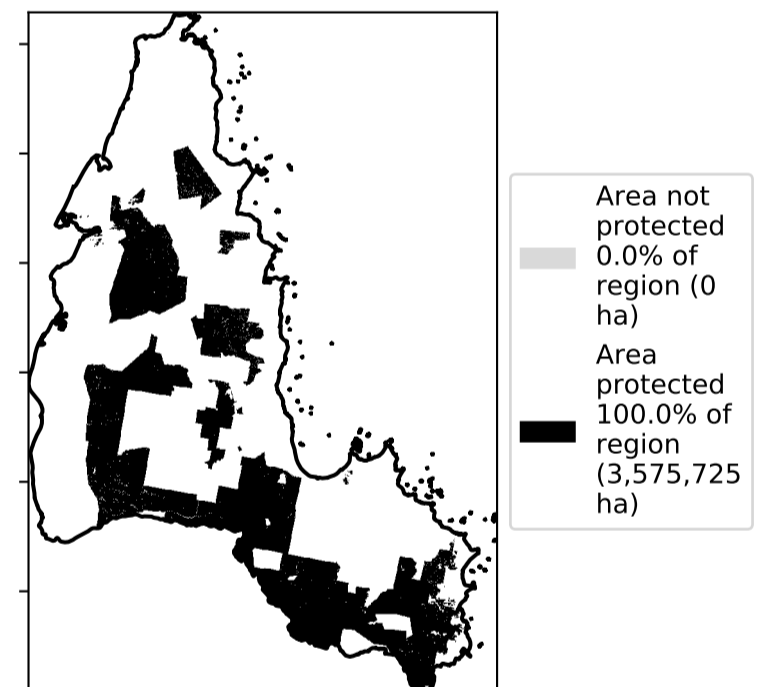 Area not
protected
0.0% of
region (0
ha)
Area
protected
100.0% of
region
(3,575,725
ha)